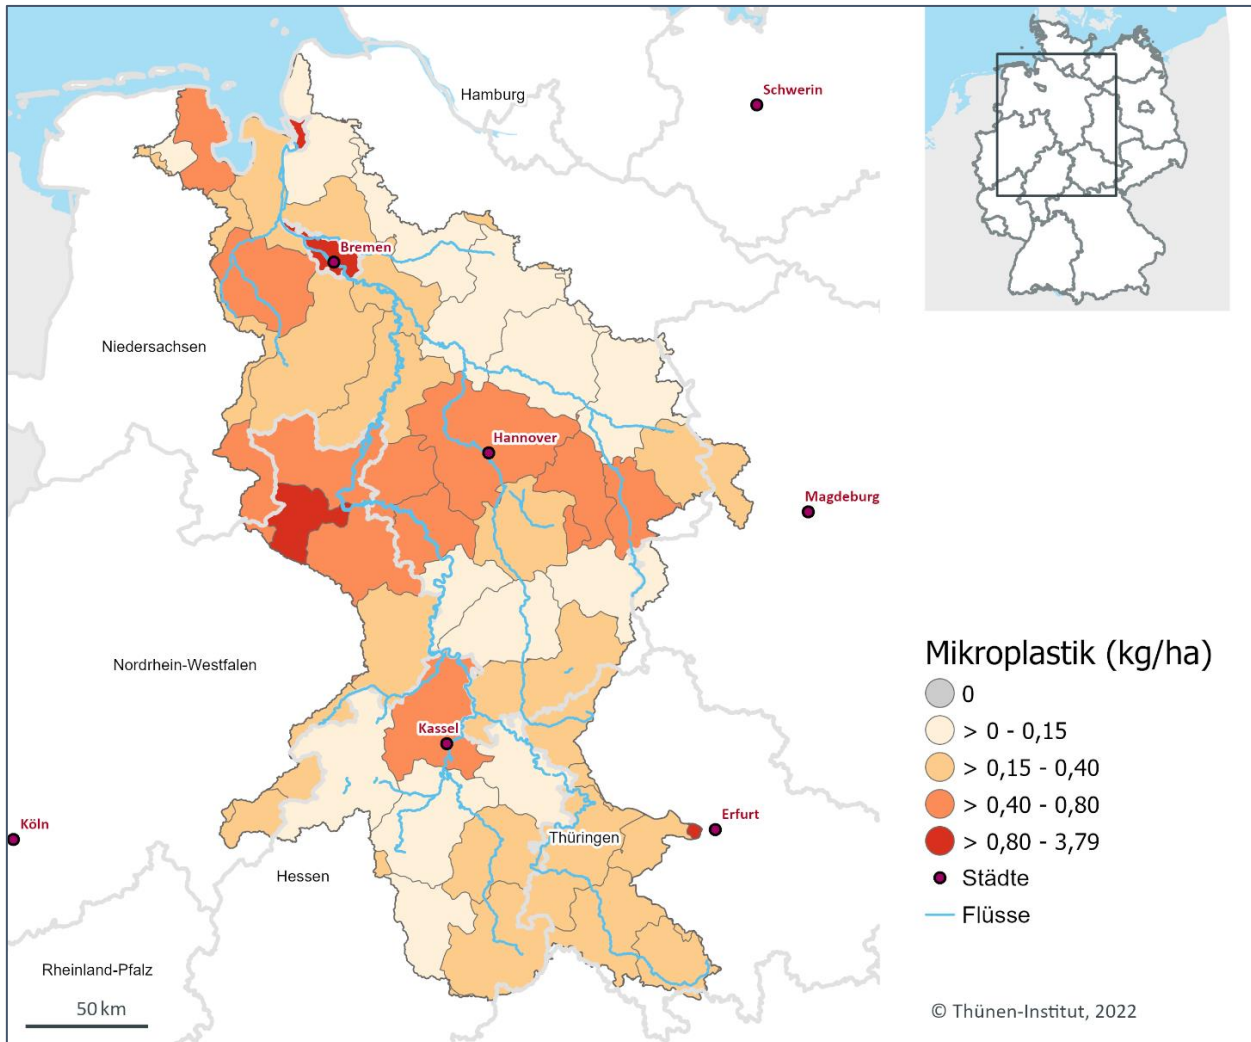 Hamburg
Schwerin
Bremen
Niedersachsen
Hannover
Magdeburg
Nordrhein-Westfalen
Kassel
Köln
Erfurt
Thüringen
Hessen
Rheinland-Pfalz
50 km
Mikroplastik (kg/ha)
0
> 0 - 0,15
> 0,15 - 0,40
> 0,40 - 0,80
> 0,80 - 3,79
Städte
Flüsse
© Thünen-Institut, 2022